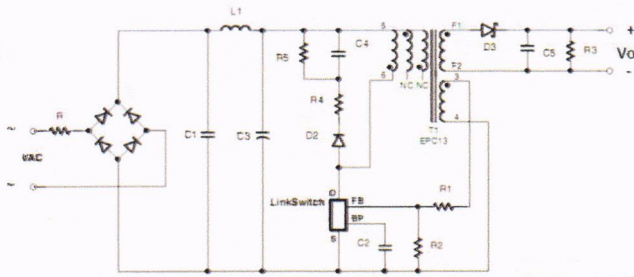 L1
5
F1
+
R5
C4
D3
C5
R3
Vo
R
R4
6
NC NC
F2
-
3
~
C1
C3
D2
T1
4
VAC
EPC13
~
D
LinkSwitch
FB
R1
BP
S
C2
R2